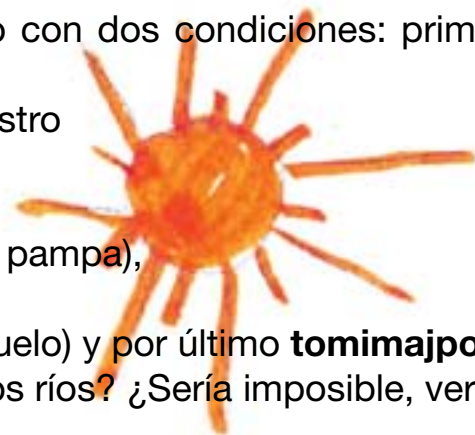 o con dos condiciones: prim
stro
pampa),
uelo) y por último tomimajpo
os ríos? ¿Sería imposible, ver